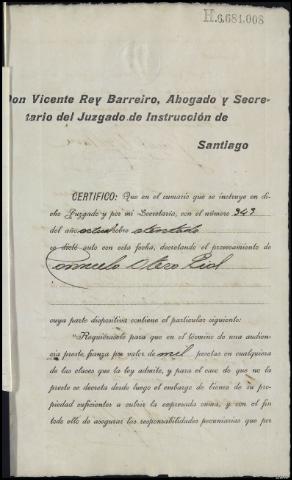 H.6.681.008
Don Vicente Rey Barreiro, Abogado y Secre-
tario del Juzgado de Instrucción de
Santiago
CERTIFICO: Que en el sumario que se instruye en di-
cho Juzgado y por mi Secretaría, con el número 349
del año actual sobre atentado
se dictó auto con esta fecha, decretando el procesamiento de
Consuelo Otero
cuya parte dispositiva contiene el particular siguiente:
Requiérasele para que en el término de una audien-
cia preste fianza por valor de mil pesetas en cualquiera
de las clases que la ley admite, y para el caso de que no la
preste se decreta desde luego el embargo de bienes de su pro-
piedad suficientes a cubrir la expresada suma, y con el fin
todo ello de asegurar las responsabilidades pecuniarias que por